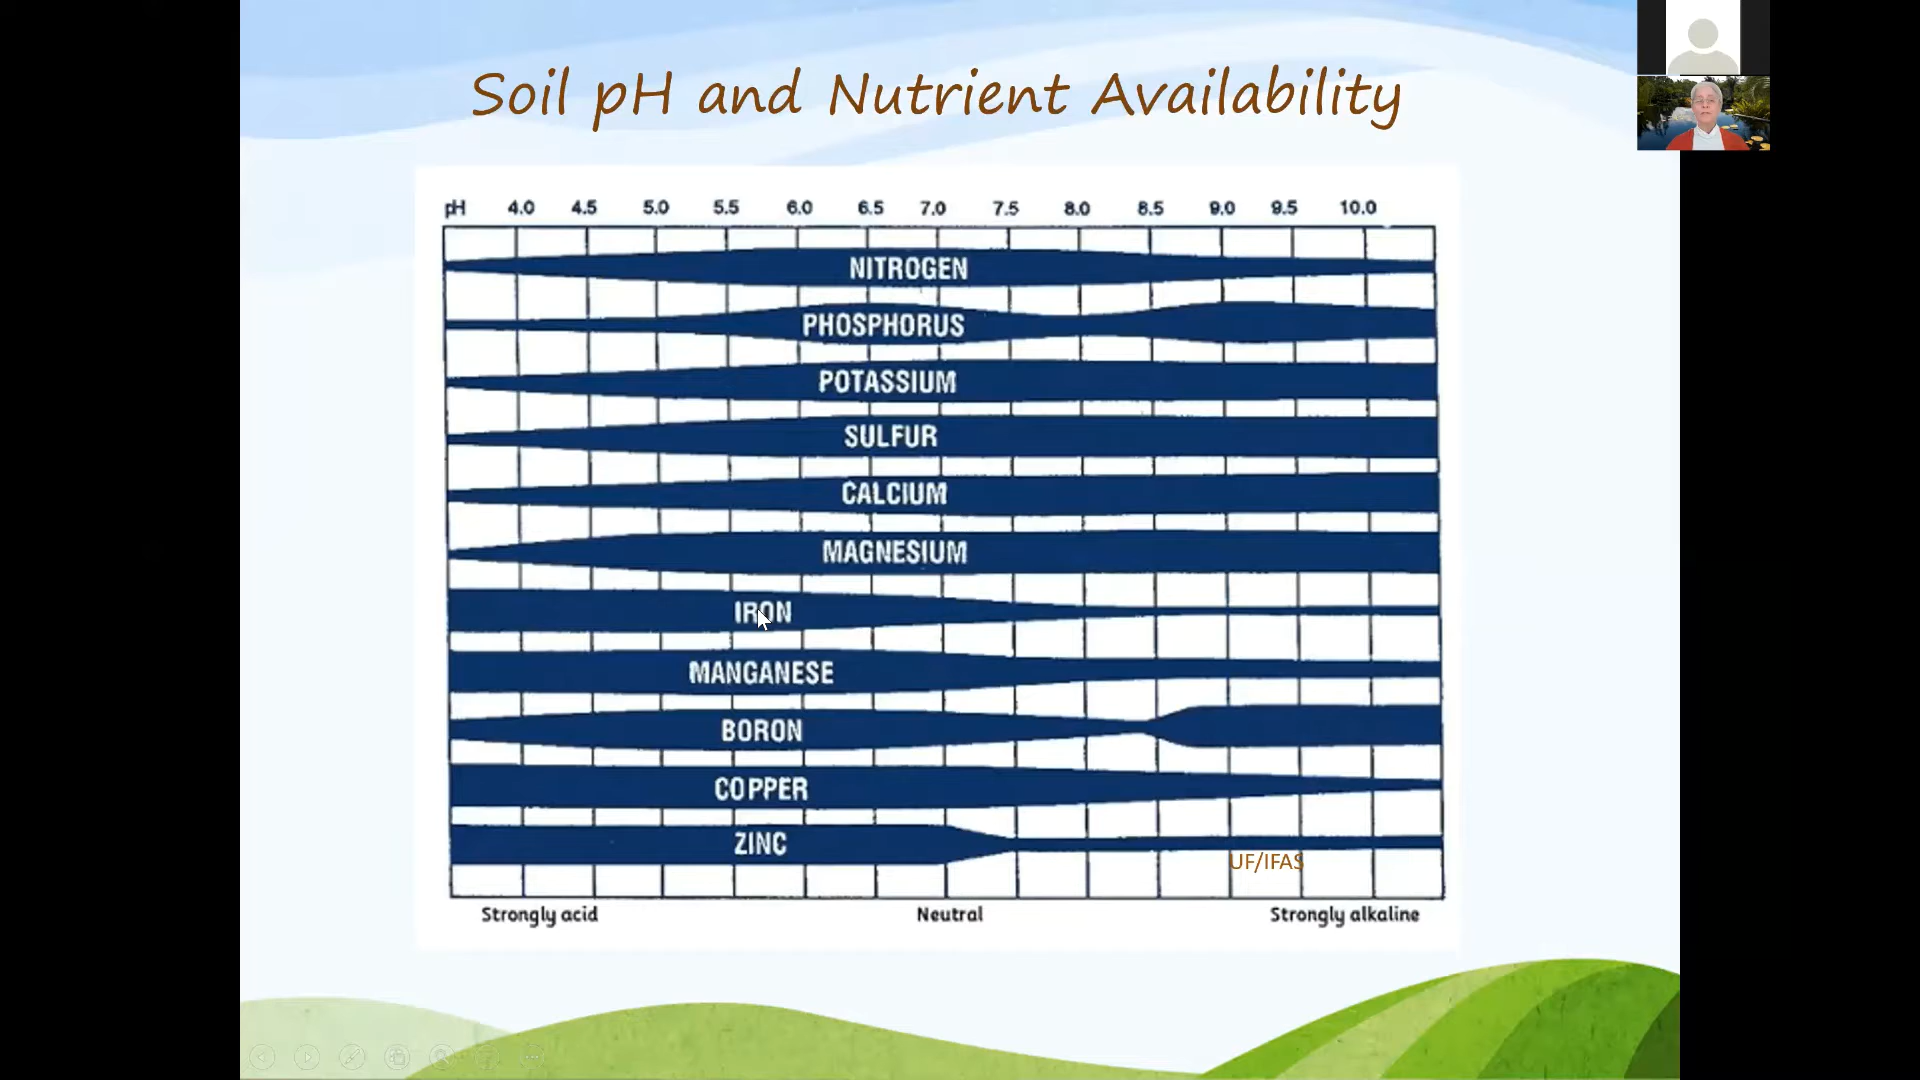 Soil pH and Nutrient Availability
pH 4.0 4.5 5.0 5.5 6.0 6.5 7.0 7.5 8.0 8.5 9.0 9.5 10.0
NITROGEN
PHOSPHORUS
POTASSIUM
SULFUR
CALCIUM
MAGNESIUM
IRON
MANGANESE
BORON
COPPER
ZINC
UF/IFAS
Strongly acid Neutral Strongly alkaline